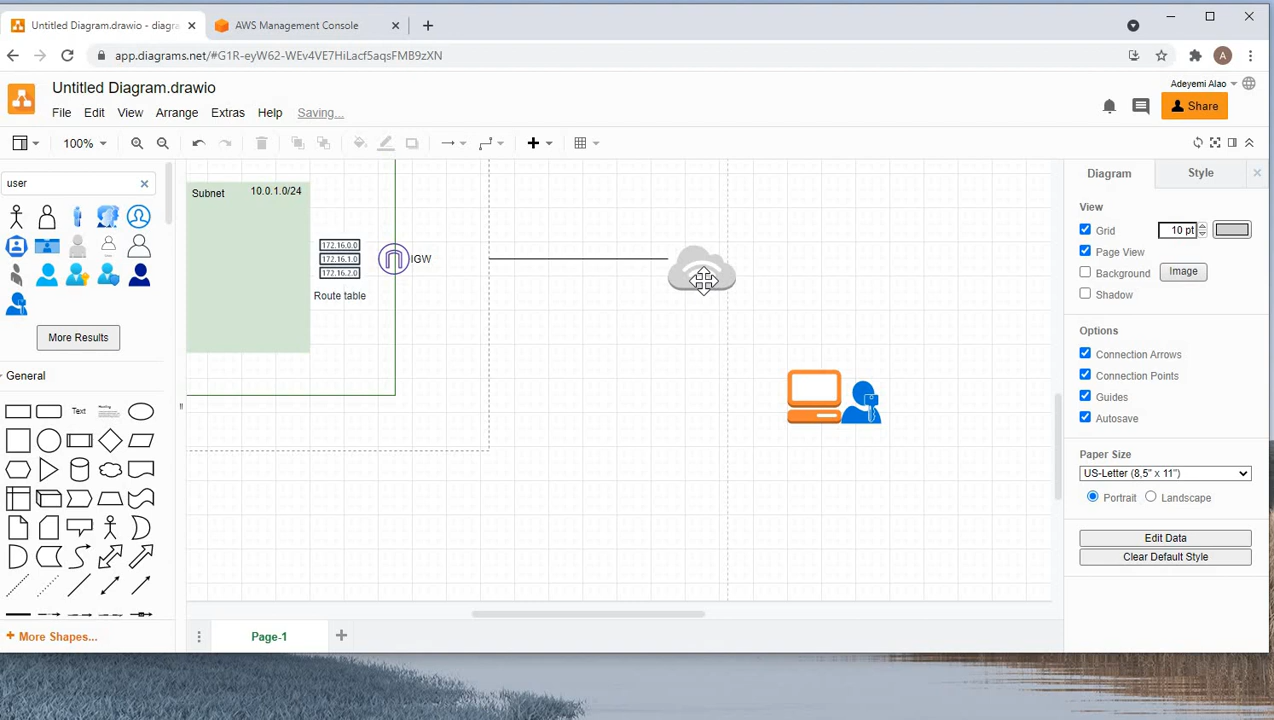 Untitled Diagram.drawio - diagra
AWS Management Console
app.diagrams.net/#G1R-eyW62-WEv4VE7HiLacf5aqsFMB9zXN
A
Untitled Diagram.drawio
Adeyemi Alao
File Edit View Arrange Extras Help Saving...
Share
100%
user
Diagram Style
View
Grid 10 pt
Page View
Background Image
Shadow
Options
Connection Arrows
Connection Points
Guides
Autosave
Paper Size
US-Letter (8,5" x 11")
Portrait Landscape
Edit Data
Clear Default Style
More Results
General
Text
Heading
More Shapes...
Subnet 10.0.1.0/24
172.16.0.0
172.16.1.0
172.16.2.0
IGW
Route table
Page-1